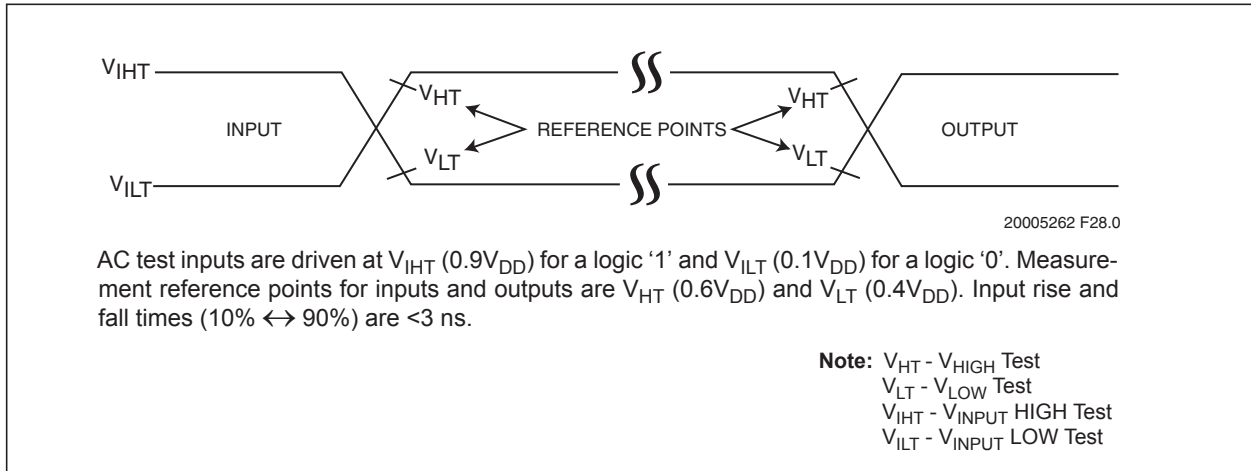 VIHT
VHT
VHT
INPUT
REFERENCE POINTS
OUTPUT
VLT
VLT
VILT
20005262 F28.0
AC test inputs are driven at VIHT (0.9VDD) for a logic ‘1’ and VILT (0.1VDD) for a logic ‘0’. Measure-
ment reference points for inputs and outputs are VHT (0.6VDD) and VLT (0.4VDD). Input rise and
fall times (10% ↔ 90%) are <3 ns.
Note: VHT - VHIGH Test
VLT - VLOW Test
VIHT - VINPUT HIGH Test
VILT - VINPUT LOW Test